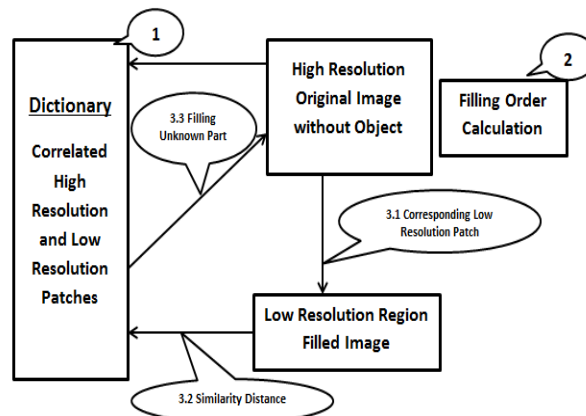 1
Dictionary
Correlated
High
Resolution
and Low
Resolution
Patches
3.3 Filling
Unknown Part
High Resolution
Original Image
without Object
2
Filling Order
Calculation
3.1 Corresponding Low
Resolution Patch
Low Resolution Region
Filled Image
3.2 Similarity Distance